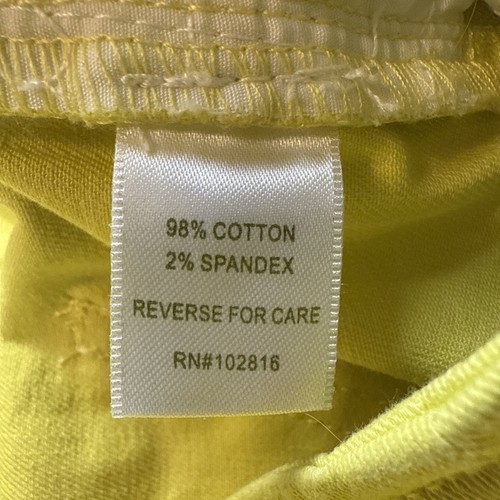 98% COTTON
2% SPANDEX
REVERSE FOR CARE
RN#102816